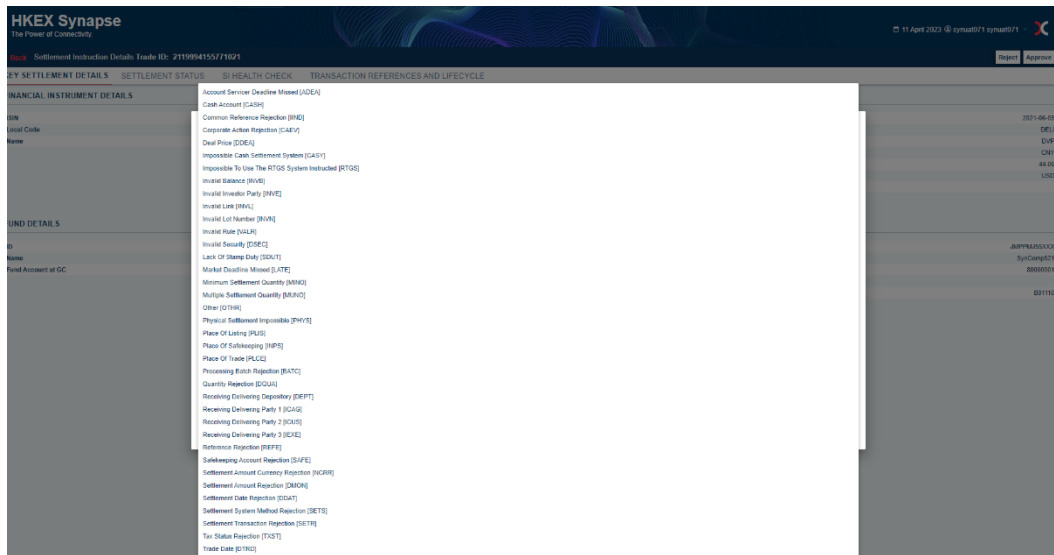 HKEX Synapse
The Power of Connectivity.
11 April 2023 synuat071 synuat071
Back Settlement Instruction Details Trade ID: 2119994155771021
Reject Approve
KEY SETTLEMENT DETAILS SETTLEMENT STATUS SI HEALTH CHECK TRANSACTION REFERENCES AND LIFECYCLE
FINANCIAL INSTRUMENT DETAILS
ISIN
Local Code
Name
2021-06-09
DELI
DVP
CNY
44.00
USD
FUND DETAILS
ID
Name
Fund Account at GC
SynComp521
Account Servicer Deadline Missed [ADEA]
Cash Account [CASH]
Common Reference Rejection [IIND]
Corporate Action Rejection [CAEV]
Deal Price [DDEA]
Impossible Cash Settlement System [CASY]
Impossible To Use The RTGS System Instructed [RTGS]
Invalid Balance [INVB]
Invalid Investor Party [INVE]
Invalid Link [INVL]
Invalid Lot Number [INVN]
Invalid Rule [VALR]
Invalid Security [DSEC]
Lack Of Stamp Duty [SDUT]
Market Deadline Missed [LATE]
Minimum Settlement Quantity [MINO]
Multiple Settlement Quantity [MUNO]
Other [OTHR]
Physical Settlement Impossible [PHYS]
Place Of Listing [PLIS]
Place Of Safekeeping [INPS]
Place Of Trade [PLCE]
Processing Batch Rejection [BATC]
Quantity Rejection [DQUA]
Receiving Delivering Depository [DEPT]
Receiving Delivering Party 1 [ICAG]
Receiving Delivering Party 2 [ICUS]
Receiving Delivering Party 3 [IEXE]
Reference Rejection [REFE]
Safekeeping Account Rejection [SAFE]
Settlement Amount Currency Rejection [NCRR]
Settlement Amount Rejection [DMON]
Settlement Date Rejection [DDAT]
Settlement System Method Rejection [SETS]
Settlement Transaction Rejection [SETR]
Tax Status Rejection [TXST]
Trade Date [DTRD]